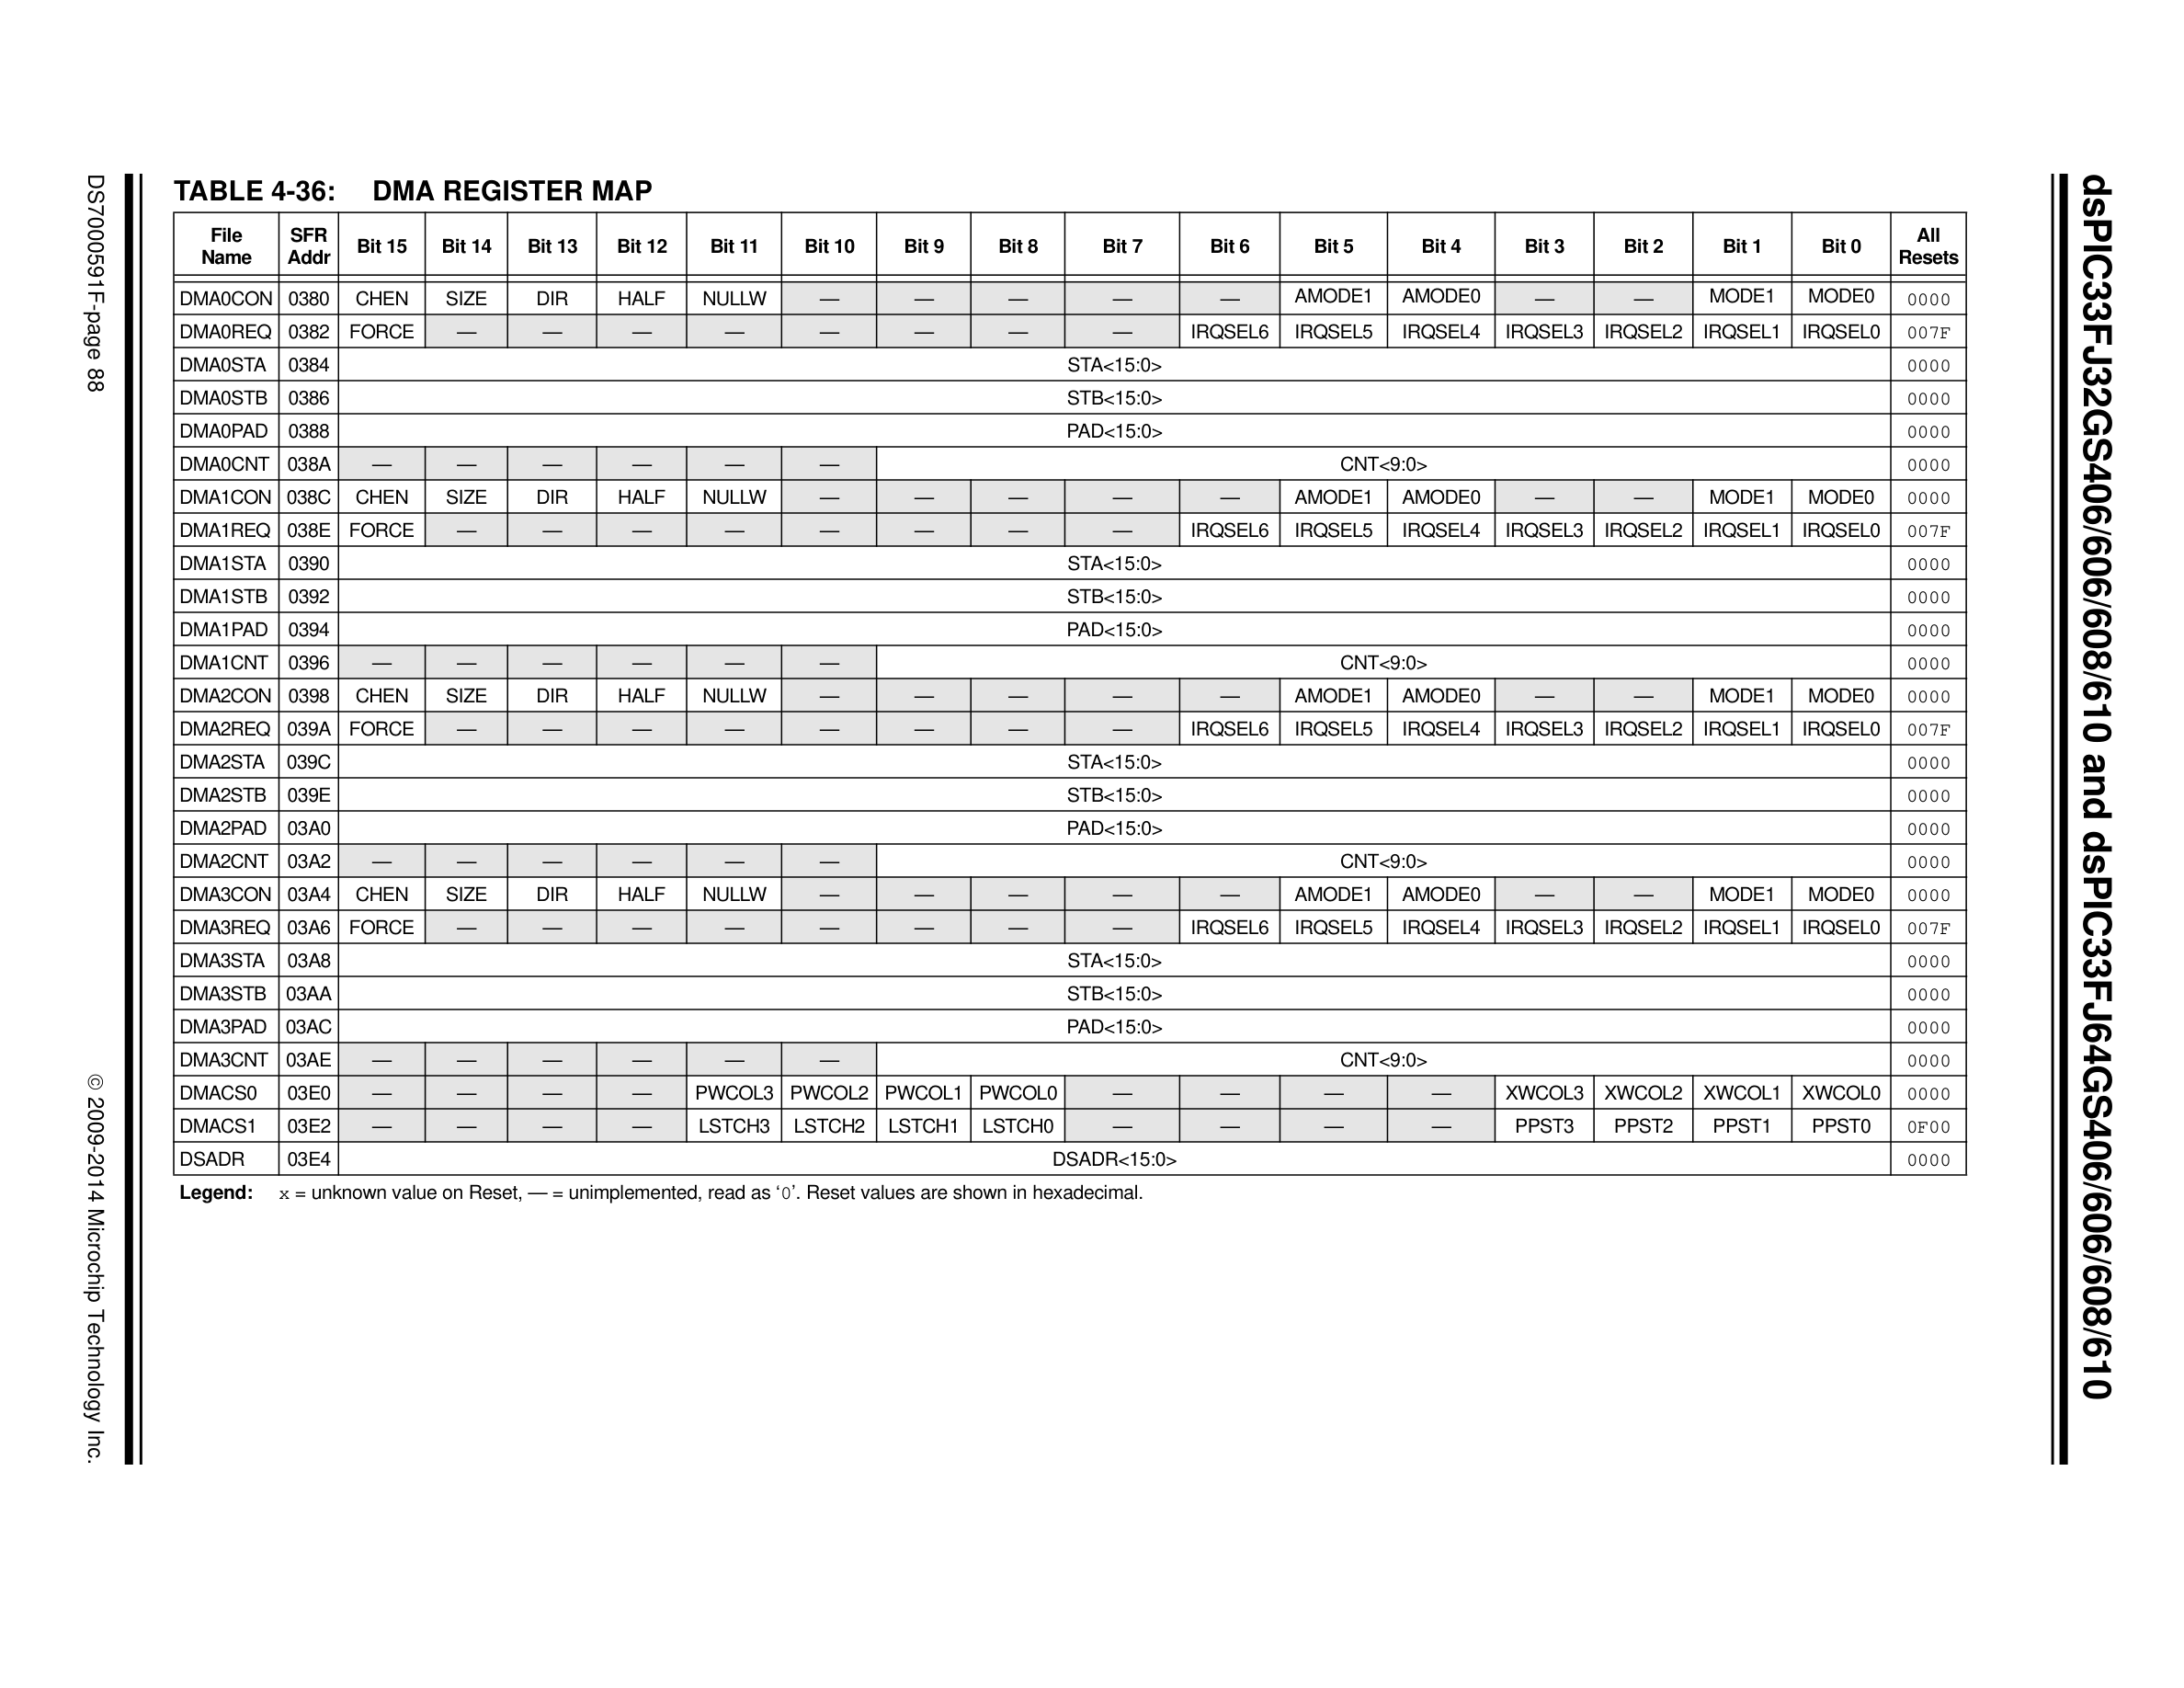 dsPIC33FJ32GS406/606/608/610 and dsPIC33FJ64GS406/606/608/610
TABLE 4-36: DMA REGISTER MAP
File Name SFR Addr Bit 15 Bit 14 Bit 13 Bit 12 Bit 11 Bit 10 Bit 9 Bit 8 Bit 7 Bit 6 Bit 5 Bit 4 Bit 3 Bit 2 Bit 1 Bit 0 All Resets
DMA0CON 0380 CHEN SIZE DIR HALF NULLW — — — — — AMODE1 AMODE0 — — MODE1 MODE0 0000
DMA0REQ 0382 FORCE — — — — — — — — IRQSEL6 IRQSEL5 IRQSEL4 IRQSEL3 IRQSEL2 IRQSEL1 IRQSEL0 007F
DMA0STA 0384 STA<15:0> 0000
DMA0STB 0386 STB<15:0> 0000
DMA0PAD 0388 PAD<15:0> 0000
DMA0CNT 038A — — — — — — CNT<9:0> 0000
DMA1CON 038C CHEN SIZE DIR HALF NULLW — — — — — AMODE1 AMODE0 — — MODE1 MODE0 0000
DMA1REQ 038E FORCE — — — — — — — — IRQSEL6 IRQSEL5 IRQSEL4 IRQSEL3 IRQSEL2 IRQSEL1 IRQSEL0 007F
DMA1STA 0390 STA<15:0> 0000
DMA1STB 0392 STB<15:0> 0000
DMA1PAD 0394 PAD<15:0> 0000
DMA1CNT 0396 — — — — — — CNT<9:0> 0000
DMA2CON 0398 CHEN SIZE DIR HALF NULLW — — — — — AMODE1 AMODE0 — — MODE1 MODE0 0000
DMA2REQ 039A FORCE — — — — — — — — IRQSEL6 IRQSEL5 IRQSEL4 IRQSEL3 IRQSEL2 IRQSEL1 IRQSEL0 007F
DMA2STA 039C STA<15:0> 0000
DMA2STB 039E STB<15:0> 0000
DMA2PAD 03A0 PAD<15:0> 0000
DMA2CNT 03A2 — — — — — — CNT<9:0> 0000
DMA3CON 03A4 CHEN SIZE DIR HALF NULLW — — — — — AMODE1 AMODE0 — — MODE1 MODE0 0000
DMA3REQ 03A6 FORCE — — — — — — — — IRQSEL6 IRQSEL5 IRQSEL4 IRQSEL3 IRQSEL2 IRQSEL1 IRQSEL0 007F
DMA3STA 03A8 STA<15:0> 0000
DMA3STB 03AA STB<15:0> 0000
DMA3PAD 03AC PAD<15:0> 0000
DMA3CNT 03AE — — — — — — CNT<9:0> 0000
DMACS0 03E0 — — — — PWCOL3 PWCOL2 PWCOL1 PWCOL0 — — — — XWCOL3 XWCOL2 XWCOL1 XWCOL0 0000
DMACS1 03E2 — — — — LSTCH3 LSTCH2 LSTCH1 LSTCH0 — — — — PPST3 PPST2 PPST1 PPST0 0F00
DSADR 03E4 DSADR<15:0> 0000
Legend: x = unknown value on Reset, — = unimplemented, read as ‘0’. Reset values are shown in hexadecimal.
DS70000591F-page 88
© 2009-2014 Microchip Technology Inc.